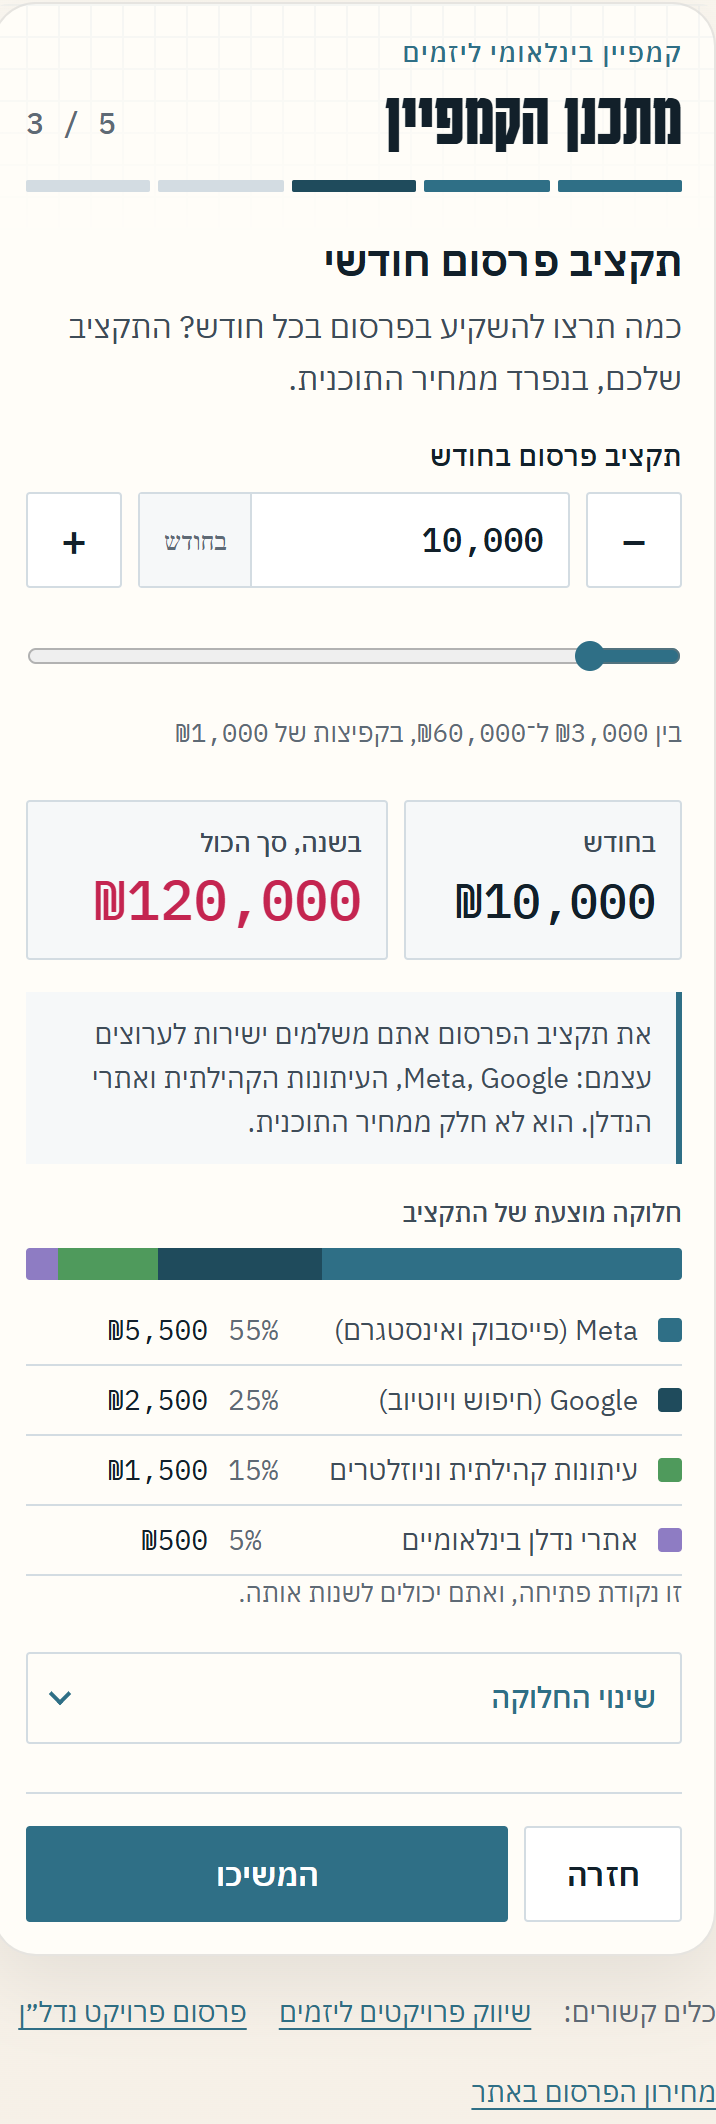 קמפיין בינלאומי ליזמים
מתכנן הקמפיין
3 / 5
תקציב פרסום חודשי
כמה תרצו להשקיע בפרסום בכל חודש? התקציב
שלכם, בנפרד ממחיר התוכנית.
תקציב פרסום בחודש
−
10,000
בחודש
+
בין ₪3,000 ל־₪60,000, בקפיצות של ₪1,000
בחודש
₪10,000
בשנה, סך הכול
₪120,000
את תקציב הפרסום אתם משלמים ישירות לערוצים
עצמם: Meta, Google, העיתונות הקהילתית ואתרי
הנדלן. הוא לא חלק ממחיר התוכנית.
חלוקה מוצעת של התקציב
Meta (פייסבוק ואינסטגרם) 55% ₪5,500
Google (חיפוש ויוטיוב) 25% ₪2,500
עיתונות קהילתית וניוזלטרים 15% ₪1,500
אתרי נדלן בינלאומיים 5% ₪500
זו נקודת פתיחה, ואתם יכולים לשנות אותה.
שינוי החלוקה
חזרה
המשיכו
כלים קשורים: שיווק פרויקטים ליזמים פרסום פרויקט נדל״ן
מחירון הפרסום באתר